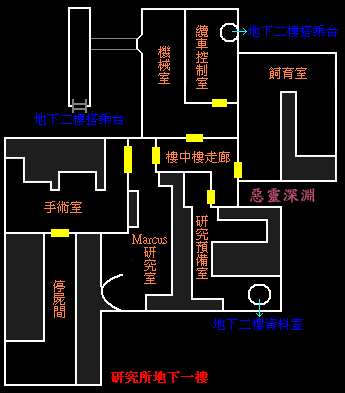 纜車控制室
地下二樓搭乘台
機械室
飼育室
地下二樓搭乘台
樓中樓走廊
惡靈深淵
手術室
Marcus
研究室
研究預備室
停屍間
地下二樓資料室
研究所地下一樓